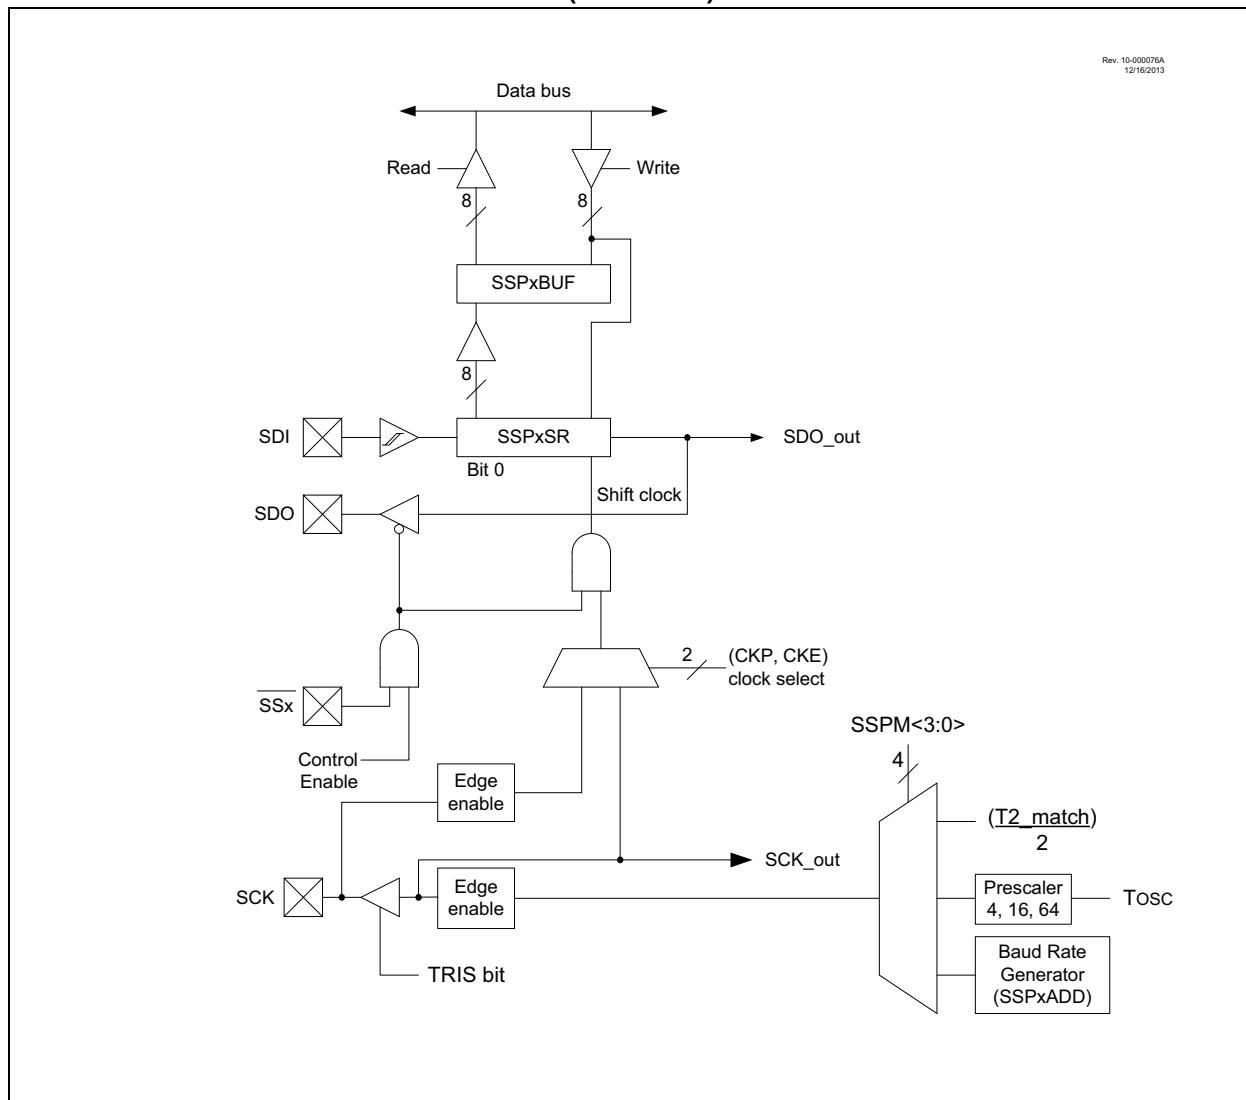 Rev. 10-000076A
12/16/2013
Data bus
Read
Write
8
8
SSPxBUF
8
SDI
SSPxSR
SDO_out
Bit 0
Shift clock
SDO
2
(CKP, CKE)
clock select
SSx
SSPM<3:0>
Control
Enable
4
Edge
enable
(T2_match)
2
SCK_out
Edge
enable
SCK
Prescaler
4, 16, 64
TOSC
TRIS bit
Baud Rate
Generator
(SSPxADD)